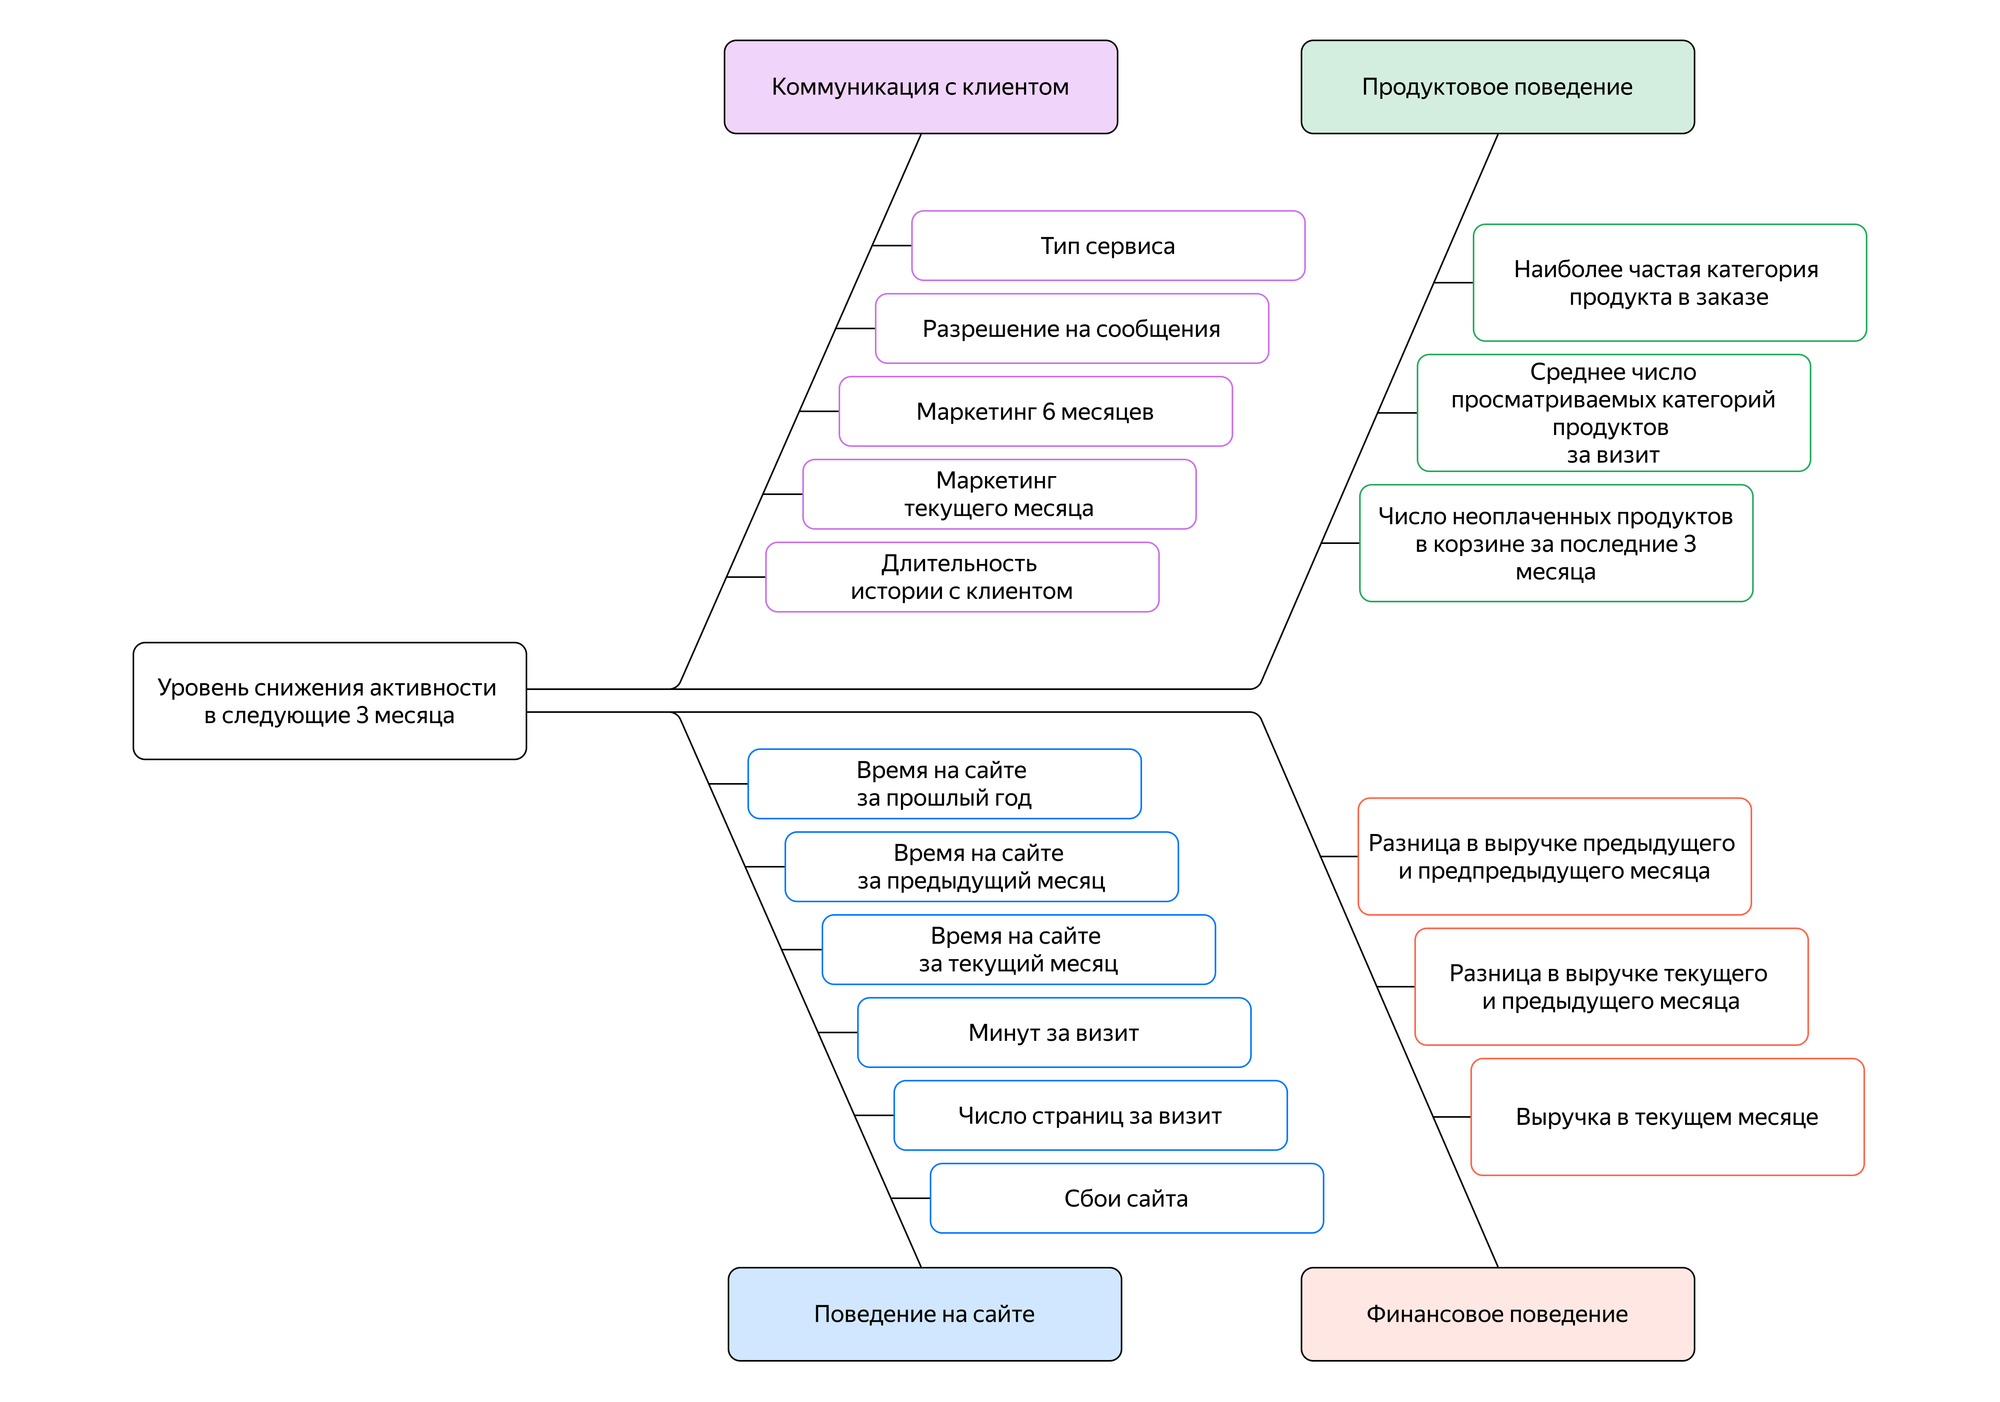 Коммуникация с клиентом
Продуктовое поведение
Тип сервиса
Разрешение на сообщения
Маркетинг 6 месяцев
Маркетинг
текущего месяца
Длительность
истории с клиентом
Наиболее частая категория
продукта в заказе
Среднее число
просматриваемых категорий
продуктов
за визит
Число неоплаченных продуктов
в корзине за последние 3
месяца
Уровень снижения активности
в следующие 3 месяца
Время на сайте
за прошлый год
Время на сайте
за предыдущий месяц
Время на сайте
за текущий месяц
Минут за визит
Число страниц за визит
Сбои сайта
Разница в выручке предыдущего
и предпредыдущего месяца
Разница в выручке текущего
и предыдущего месяца
Выручка в текущем месяце
Поведение на сайте
Финансовое поведение